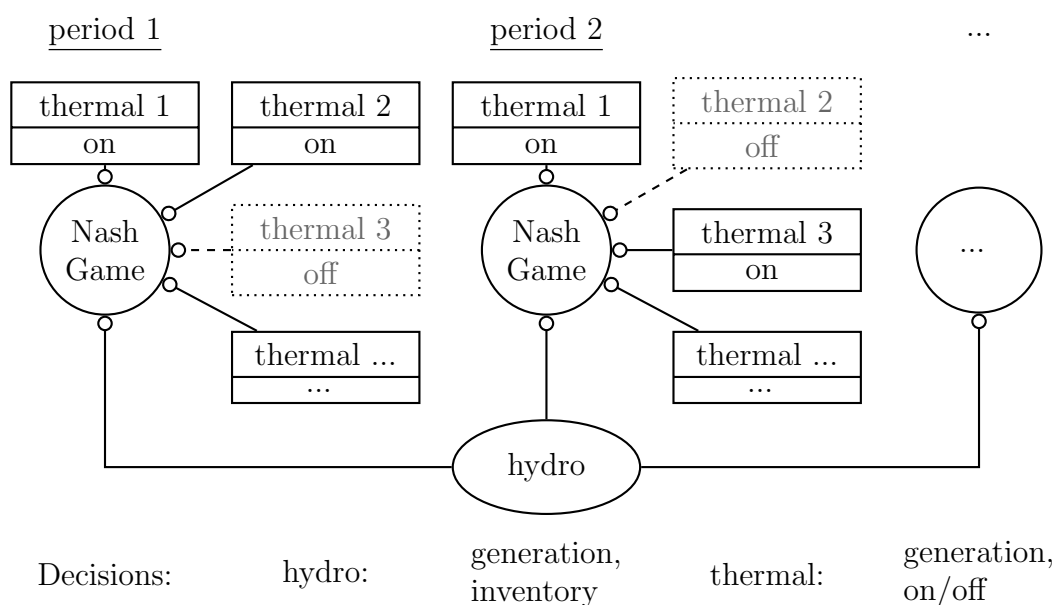 period 1
period 2
...
thermal 1
on
thermal 2
on
thermal 1
on
thermal 2
off
Nash
Game
thermal 3
off
Nash
Game
thermal 3
on
...
thermal ...
...
thermal ...
...
hydro
Decisions:
hydro:
generation,
inventory
thermal:
generation,
on/off